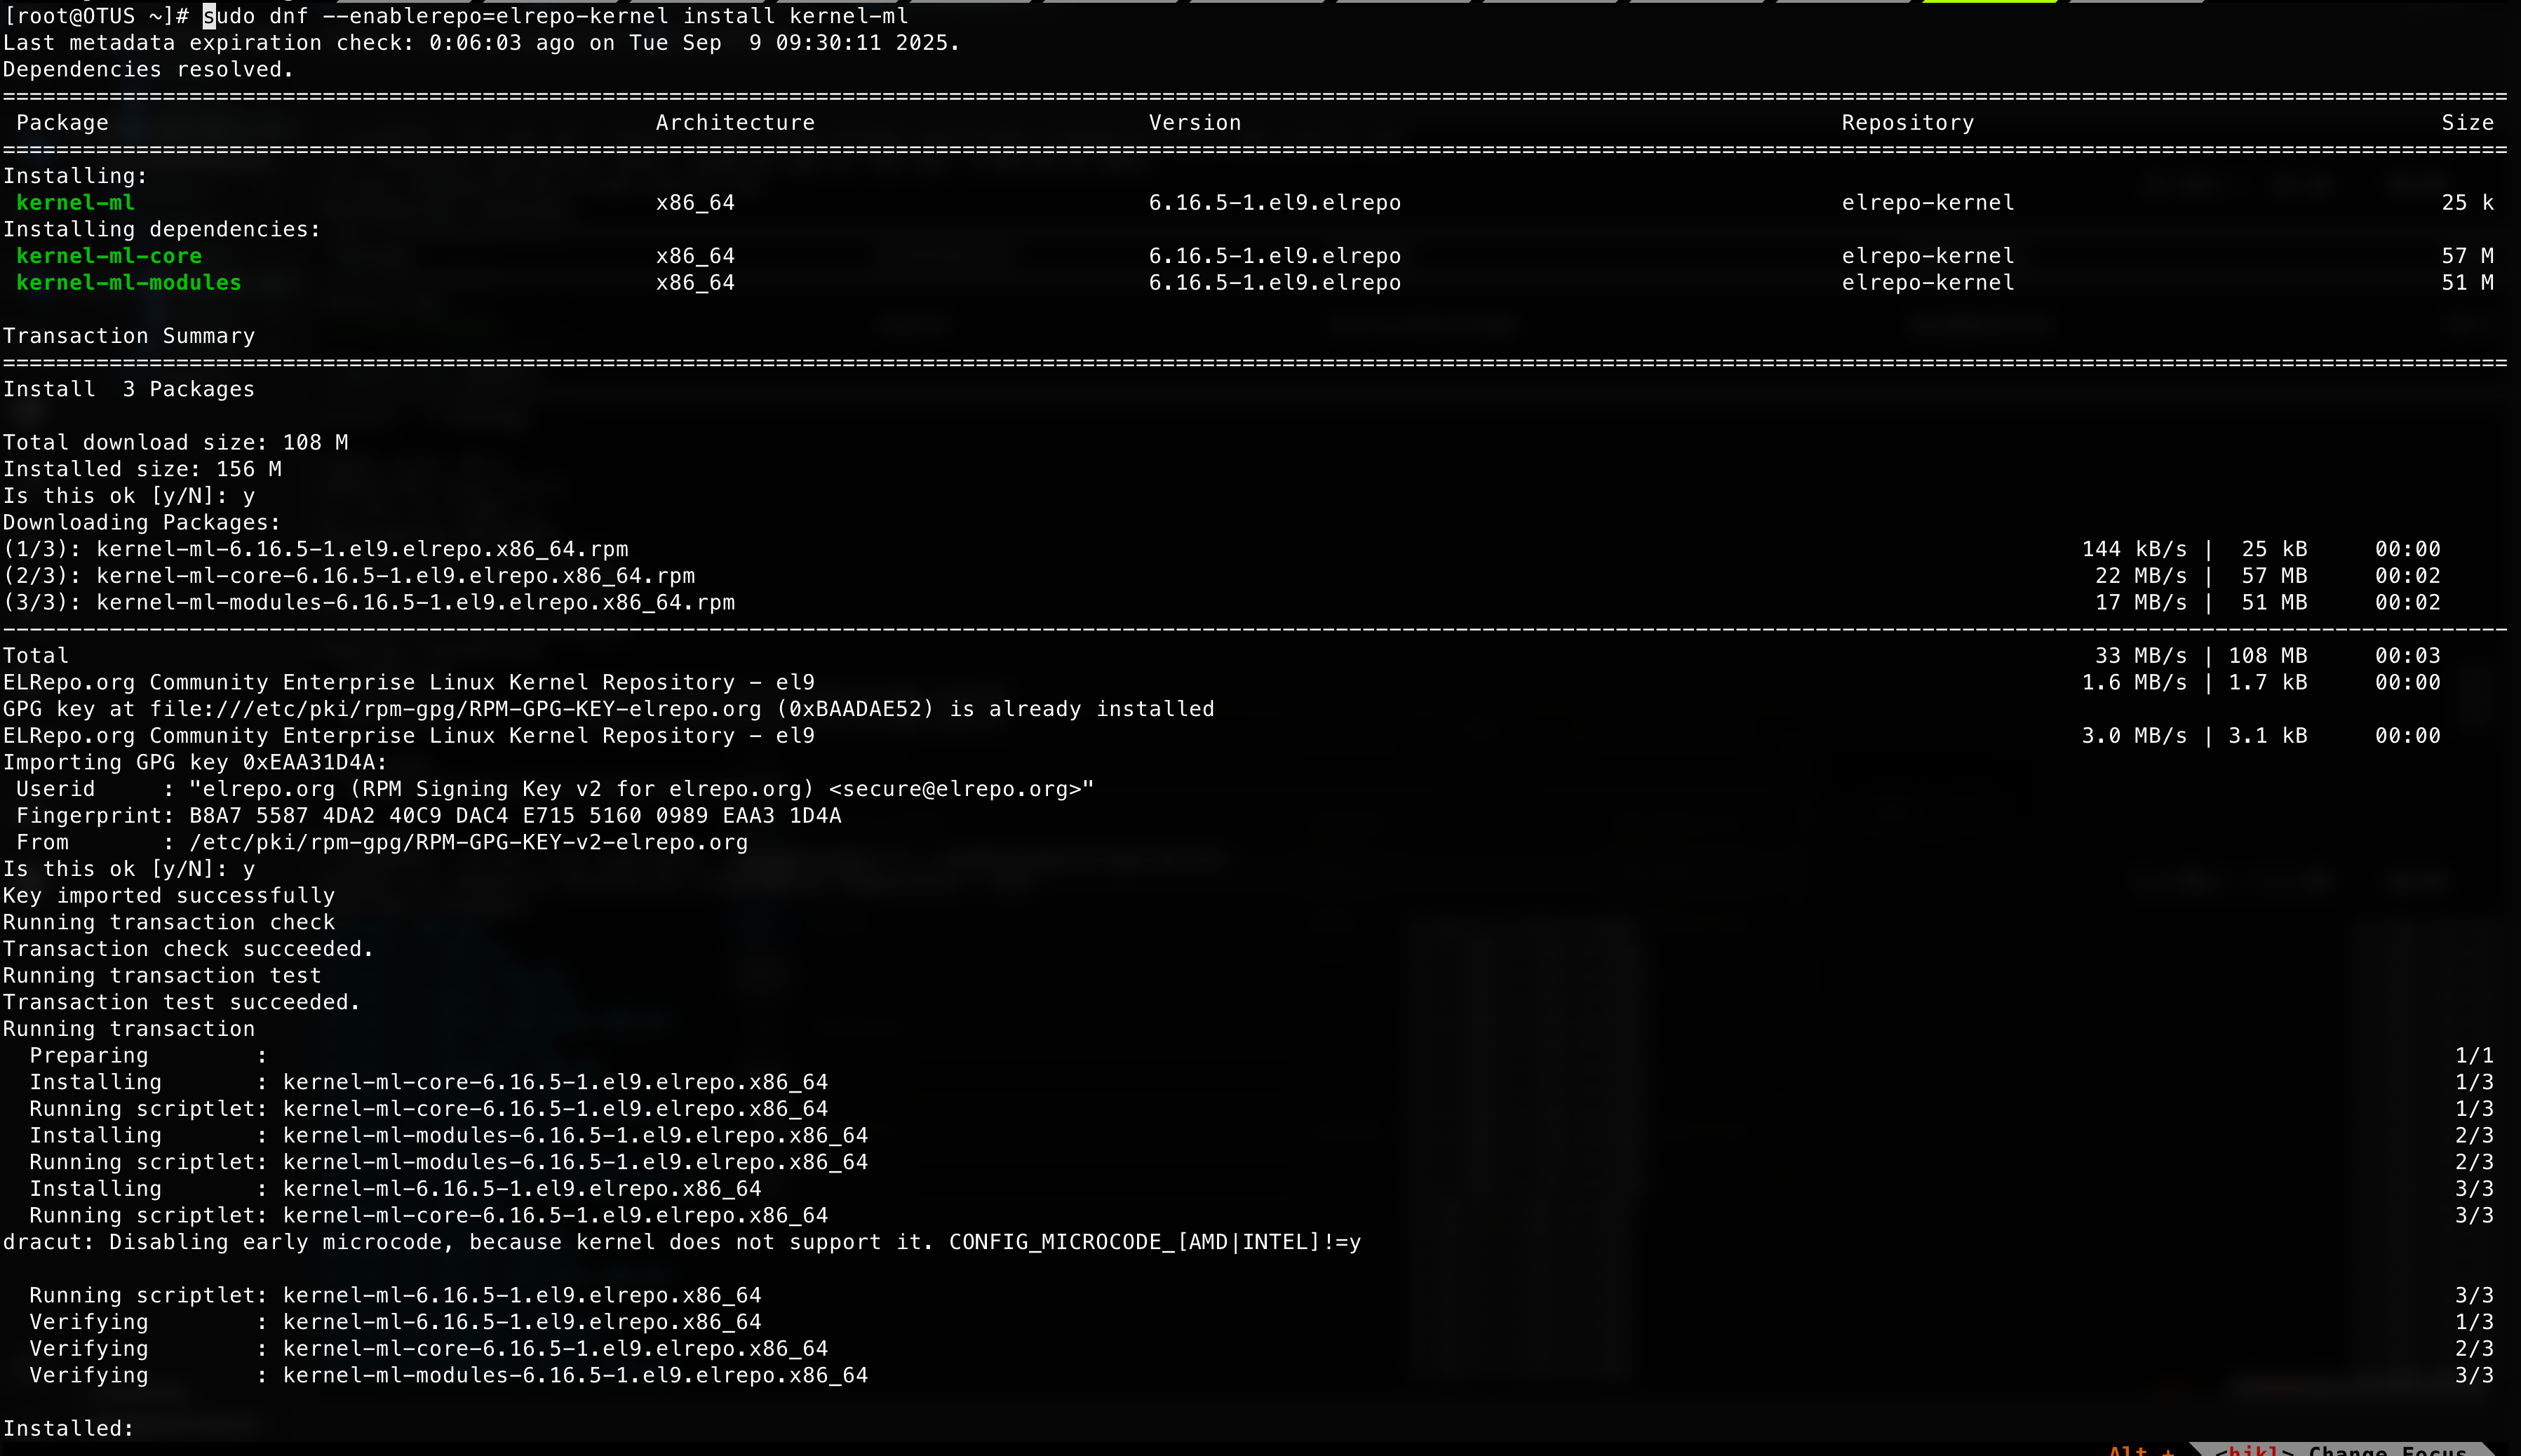 [root@OTUS ~]# sudo dnf --enablerepo=elrepo-kernel install kernel-ml
Last metadata expiration check: 0:06:03 ago on Tue Sep  9 09:30:11 2025.
Dependencies resolved.
================================================================================
 Package    Architecture    Version    Repository    Size
================================================================================
Installing:
 kernel-ml    x86_64    6.16.5-1.el9.elrepo    elrepo-kernel    25 k
Installing dependencies:
 kernel-ml-core    x86_64    6.16.5-1.el9.elrepo    elrepo-kernel    57 M
 kernel-ml-modules    x86_64    6.16.5-1.el9.elrepo    elrepo-kernel    51 M
Transaction Summary
================================================================================
Install  3 Packages
Total download size: 108 M
Installed size: 156 M
Is this ok [y/N]: y
Downloading Packages:
(1/3): kernel-ml-6.16.5-1.el9.elrepo.x86_64.rpm    144 kB/s |  25 kB    00:00
(2/3): kernel-ml-core-6.16.5-1.el9.elrepo.x86_64.rpm    22 MB/s |  57 MB    00:02
(3/3): kernel-ml-modules-6.16.5-1.el9.elrepo.x86_64.rpm    17 MB/s |  51 MB    00:02
--------------------------------------------------------------------------------
Total    33 MB/s | 108 MB    00:03
ELRepo.org Community Enterprise Linux Kernel Repository - el9    1.6 MB/s | 1.7 kB    00:00
GPG key at file:///etc/pki/rpm-gpg/RPM-GPG-KEY-elrepo.org (0xBAADAE52) is already installed
ELRepo.org Community Enterprise Linux Kernel Repository - el9    3.0 MB/s | 3.1 kB    00:00
Importing GPG key 0xEAA31D4A:
 Userid     : "elrepo.org (RPM Signing Key v2 for elrepo.org) <secure@elrepo.org>"
 Fingerprint: B8A7 5587 4DA2 40C9 DAC4 E715 5160 0989 EAA3 1D4A
 From       : /etc/pki/rpm-gpg/RPM-GPG-KEY-v2-elrepo.org
Is this ok [y/N]: y
Key imported successfully
Running transaction check
Transaction check succeeded.
Running transaction test
Transaction test succeeded.
Running transaction
  Preparing        :    1/1
  Installing       : kernel-ml-core-6.16.5-1.el9.elrepo.x86_64    1/3
  Running scriptlet: kernel-ml-core-6.16.5-1.el9.elrepo.x86_64    1/3
  Installing       : kernel-ml-modules-6.16.5-1.el9.elrepo.x86_64    2/3
  Running scriptlet: kernel-ml-modules-6.16.5-1.el9.elrepo.x86_64    2/3
  Installing       : kernel-ml-6.16.5-1.el9.elrepo.x86_64    3/3
  Running scriptlet: kernel-ml-core-6.16.5-1.el9.elrepo.x86_64    3/3
dracut: Disabling early microcode, because kernel does not support it. CONFIG_MICROCODE_[AMD|INTEL]!=y
  Running scriptlet: kernel-ml-6.16.5-1.el9.elrepo.x86_64    3/3
  Verifying        : kernel-ml-6.16.5-1.el9.elrepo.x86_64    1/3
  Verifying        : kernel-ml-core-6.16.5-1.el9.elrepo.x86_64    2/3
  Verifying        : kernel-ml-modules-6.16.5-1.el9.elrepo.x86_64    3/3
Installed:
Alt + <hjkl> Change Focus